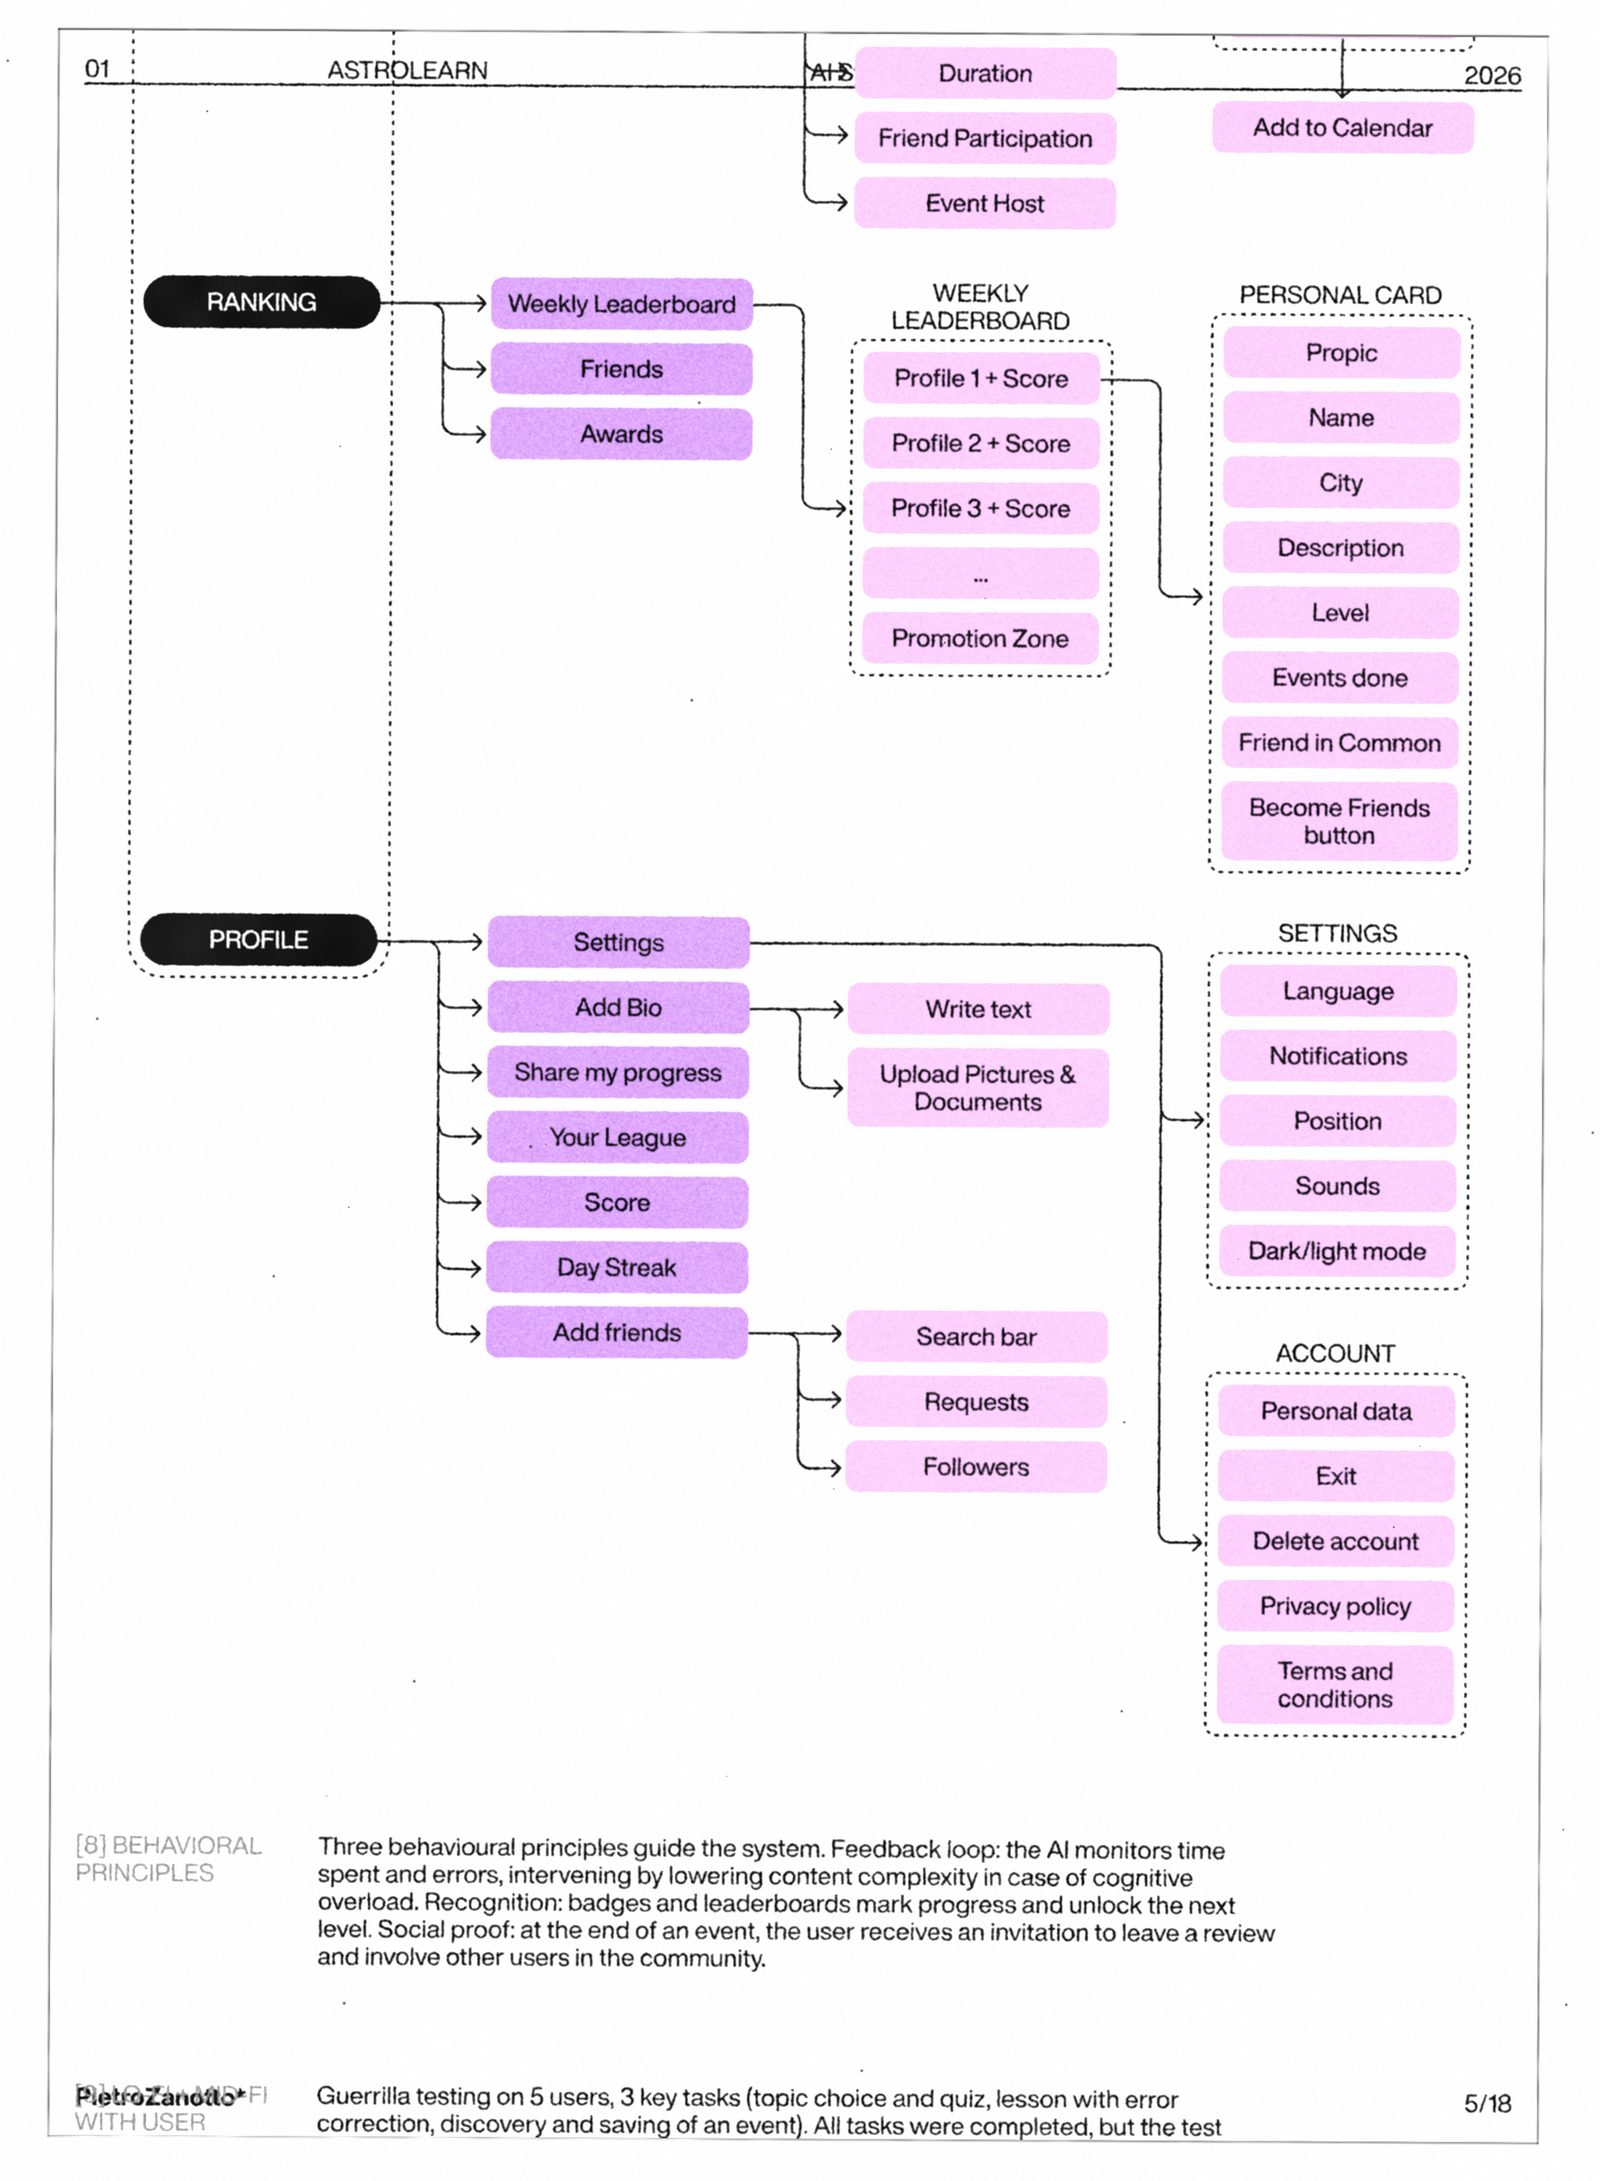 01
ASTROLEARN
AI S
2026
Duration
Friend Participation
Event Host
Add to Calendar
RANKING
Weekly Leaderboard
Friends
Awards
WEEKLY
LEADERBOARD
Profile 1 + Score
Profile 2 + Score
Profile 3 + Score
...
Promotion Zone
PERSONAL CARD
Propic
Name
City
Description
Level
Events done
Friend in Common
Become Friends
button
PROFILE
Settings
Add Bio
Share my progress
Your League
Score
Day Streak
Add friends
Write text
Upload Pictures &
Documents
Search bar
Requests
Followers
SETTINGS
Language
Notifications
Position
Sounds
Dark/light mode
ACCOUNT
Personal data
Exit
Delete account
Privacy policy
Terms and
conditions
[8] BEHAVIORAL
PRINCIPLES
Three behavioural principles guide the system. Feedback loop: the AI monitors time
spent and errors, intervening by lowering content complexity in case of cognitive
overload. Recognition: badges and leaderboards mark progress and unlock the next
level. Social proof: at the end of an event, the user receives an invitation to leave a review
and involve other users in the community.
[9] LO-FI + MID-FI
WITH USER
PietroZanotto*
Guerrilla testing on 5 users, 3 key tasks (topic choice and quiz, lesson with error
correction, discovery and saving of an event). All tasks were completed, but the test
5/18